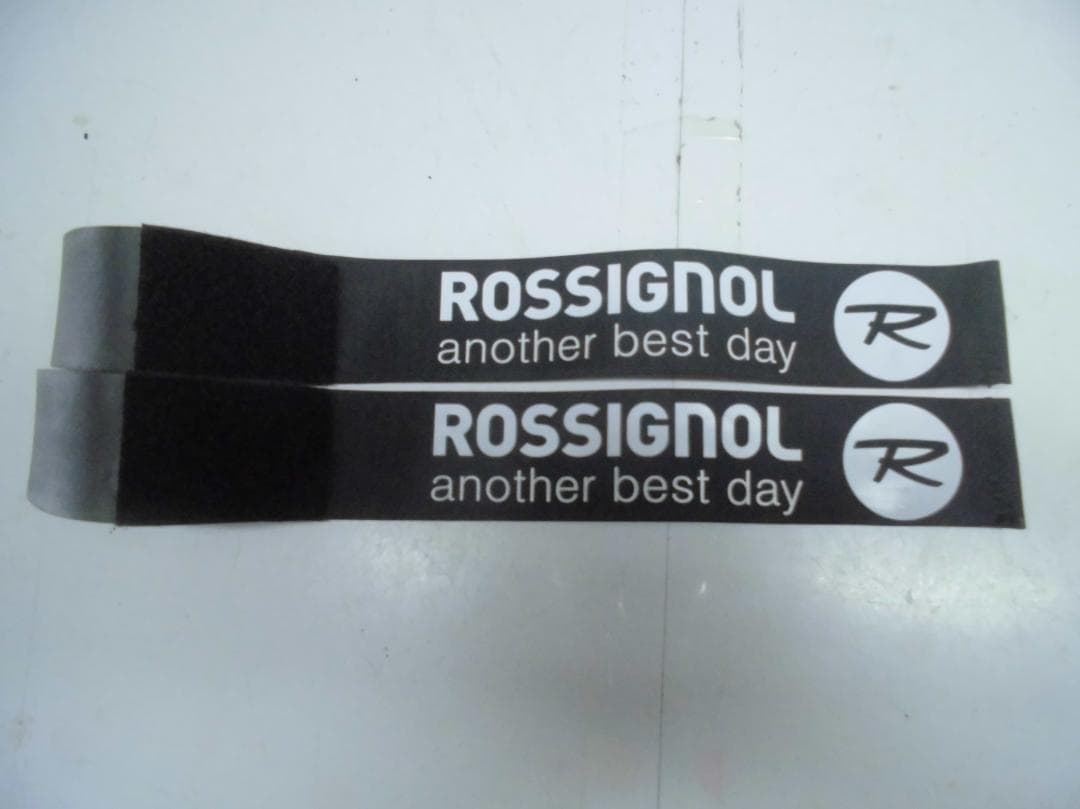 ROSSIGNOL
another best day
R
ROSSIGNOL
another best day
R